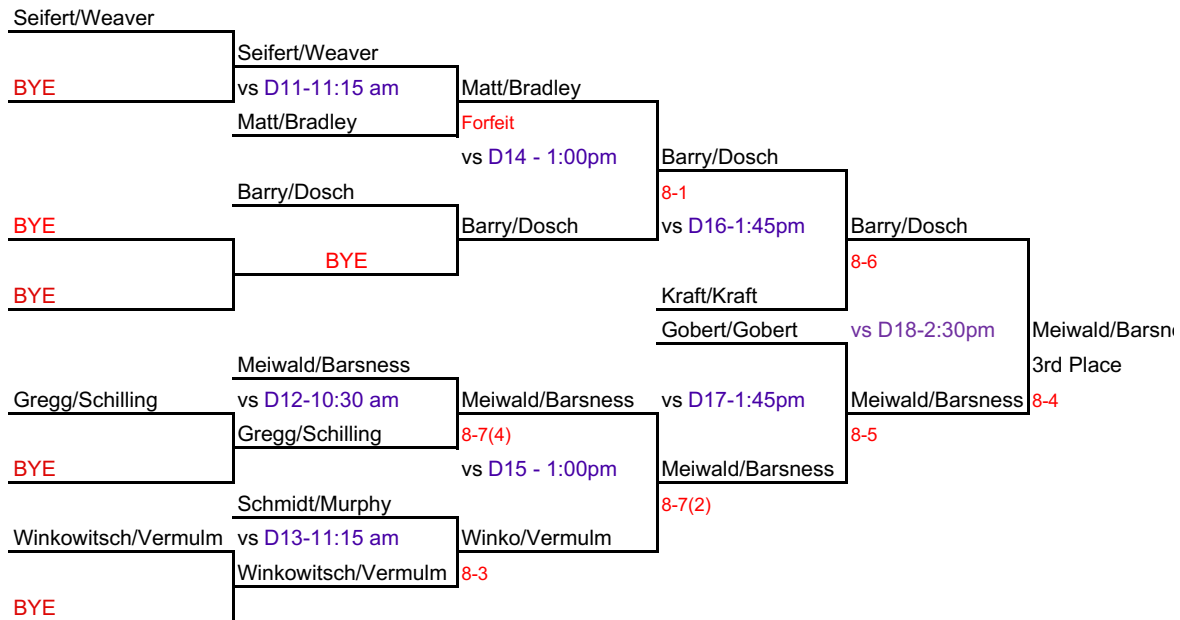 Seifert/Weaver
Seifert/Weaver
BYE
vs D11-11:15 am
Matt/Bradley
Matt/Bradley
Forfeit
vs D14 - 1:00pm
Barry/Dosch
Barry/Dosch
8-1
BYE
Barry/Dosch
vs D16-1:45pm
Barry/Dosch
BYE
8-6
BYE
Kraft/Kraft
Gobert/Gobert
vs D18-2:30pm
Meiwald/Barsn
Meiwald/Barsness
3rd Place
Gregg/Schilling
vs D12-10:30 am
Meiwald/Barsness
vs D17-1:45pm
Meiwald/Barsness
8-4
Gregg/Schilling
8-7(4)
8-5
BYE
vs D15 - 1:00pm
Meiwald/Barsness
Schmidt/Murphy
8-7(2)
Winkowitsch/Vermulm
vs D13-11:15 am
Winko/Vermulm
Winkowitsch/Vermulm
8-3
BYE